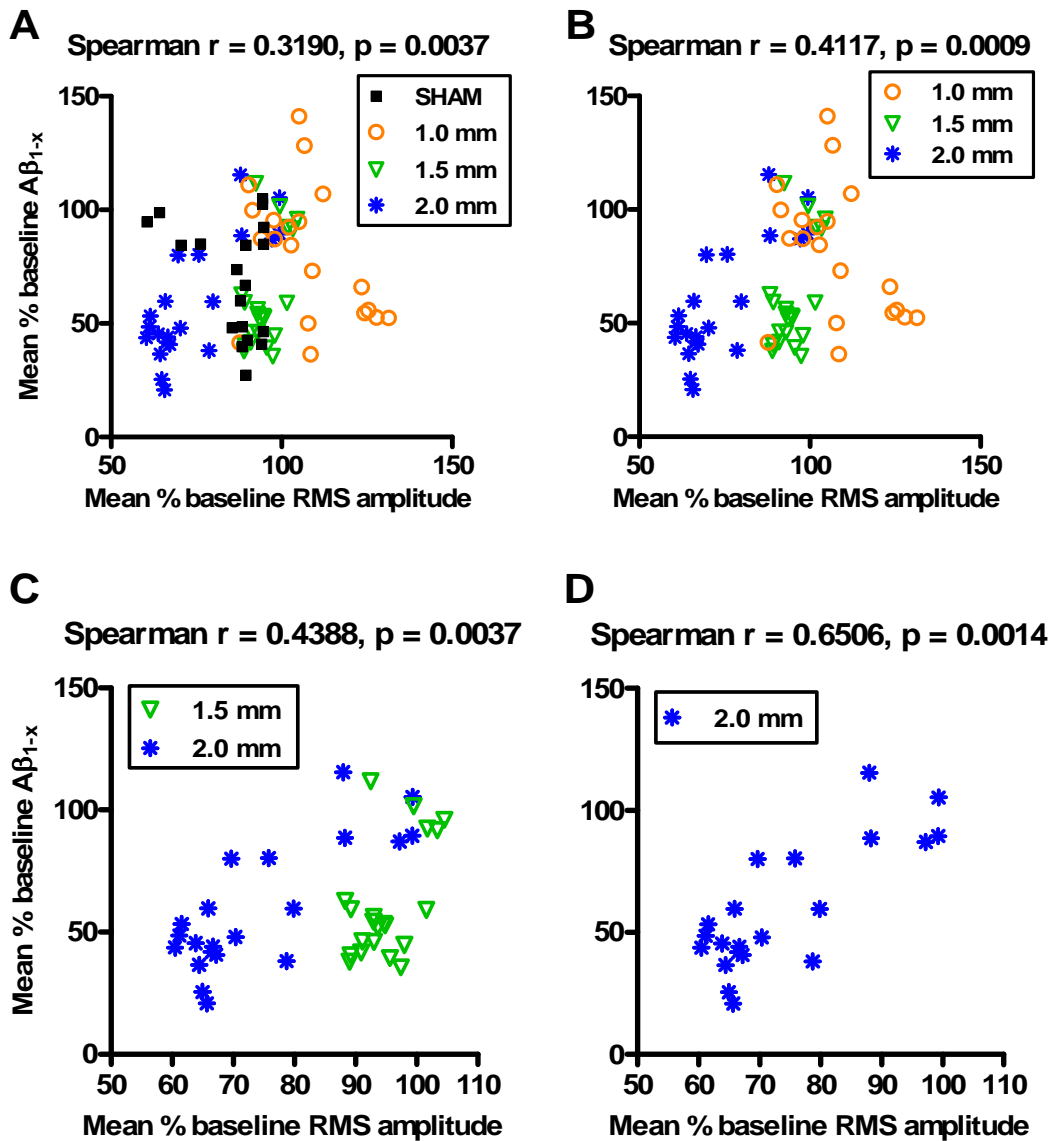 A
Spearman r = 0.3190, p = 0.0037
SHAM
1.0 mm
1.5 mm
2.0 mm
Mean % baseline Aβ1-x
150
100
50
0
50 100 150
Mean % baseline RMS amplitude
B
Spearman r = 0.4117, p = 0.0009
1.0 mm
1.5 mm
2.0 mm
150
100
50
0
50 100 150
Mean % baseline RMS amplitude
C
Spearman r = 0.4388, p = 0.0037
1.5 mm
2.0 mm
Mean % baseline Aβ1-x
150
100
50
0
50 60 70 80 90 100 110
Mean % baseline RMS amplitude
D
Spearman r = 0.6506, p = 0.0014
2.0 mm
150
100
50
0
50 60 70 80 90 100 110
Mean % baseline RMS amplitude